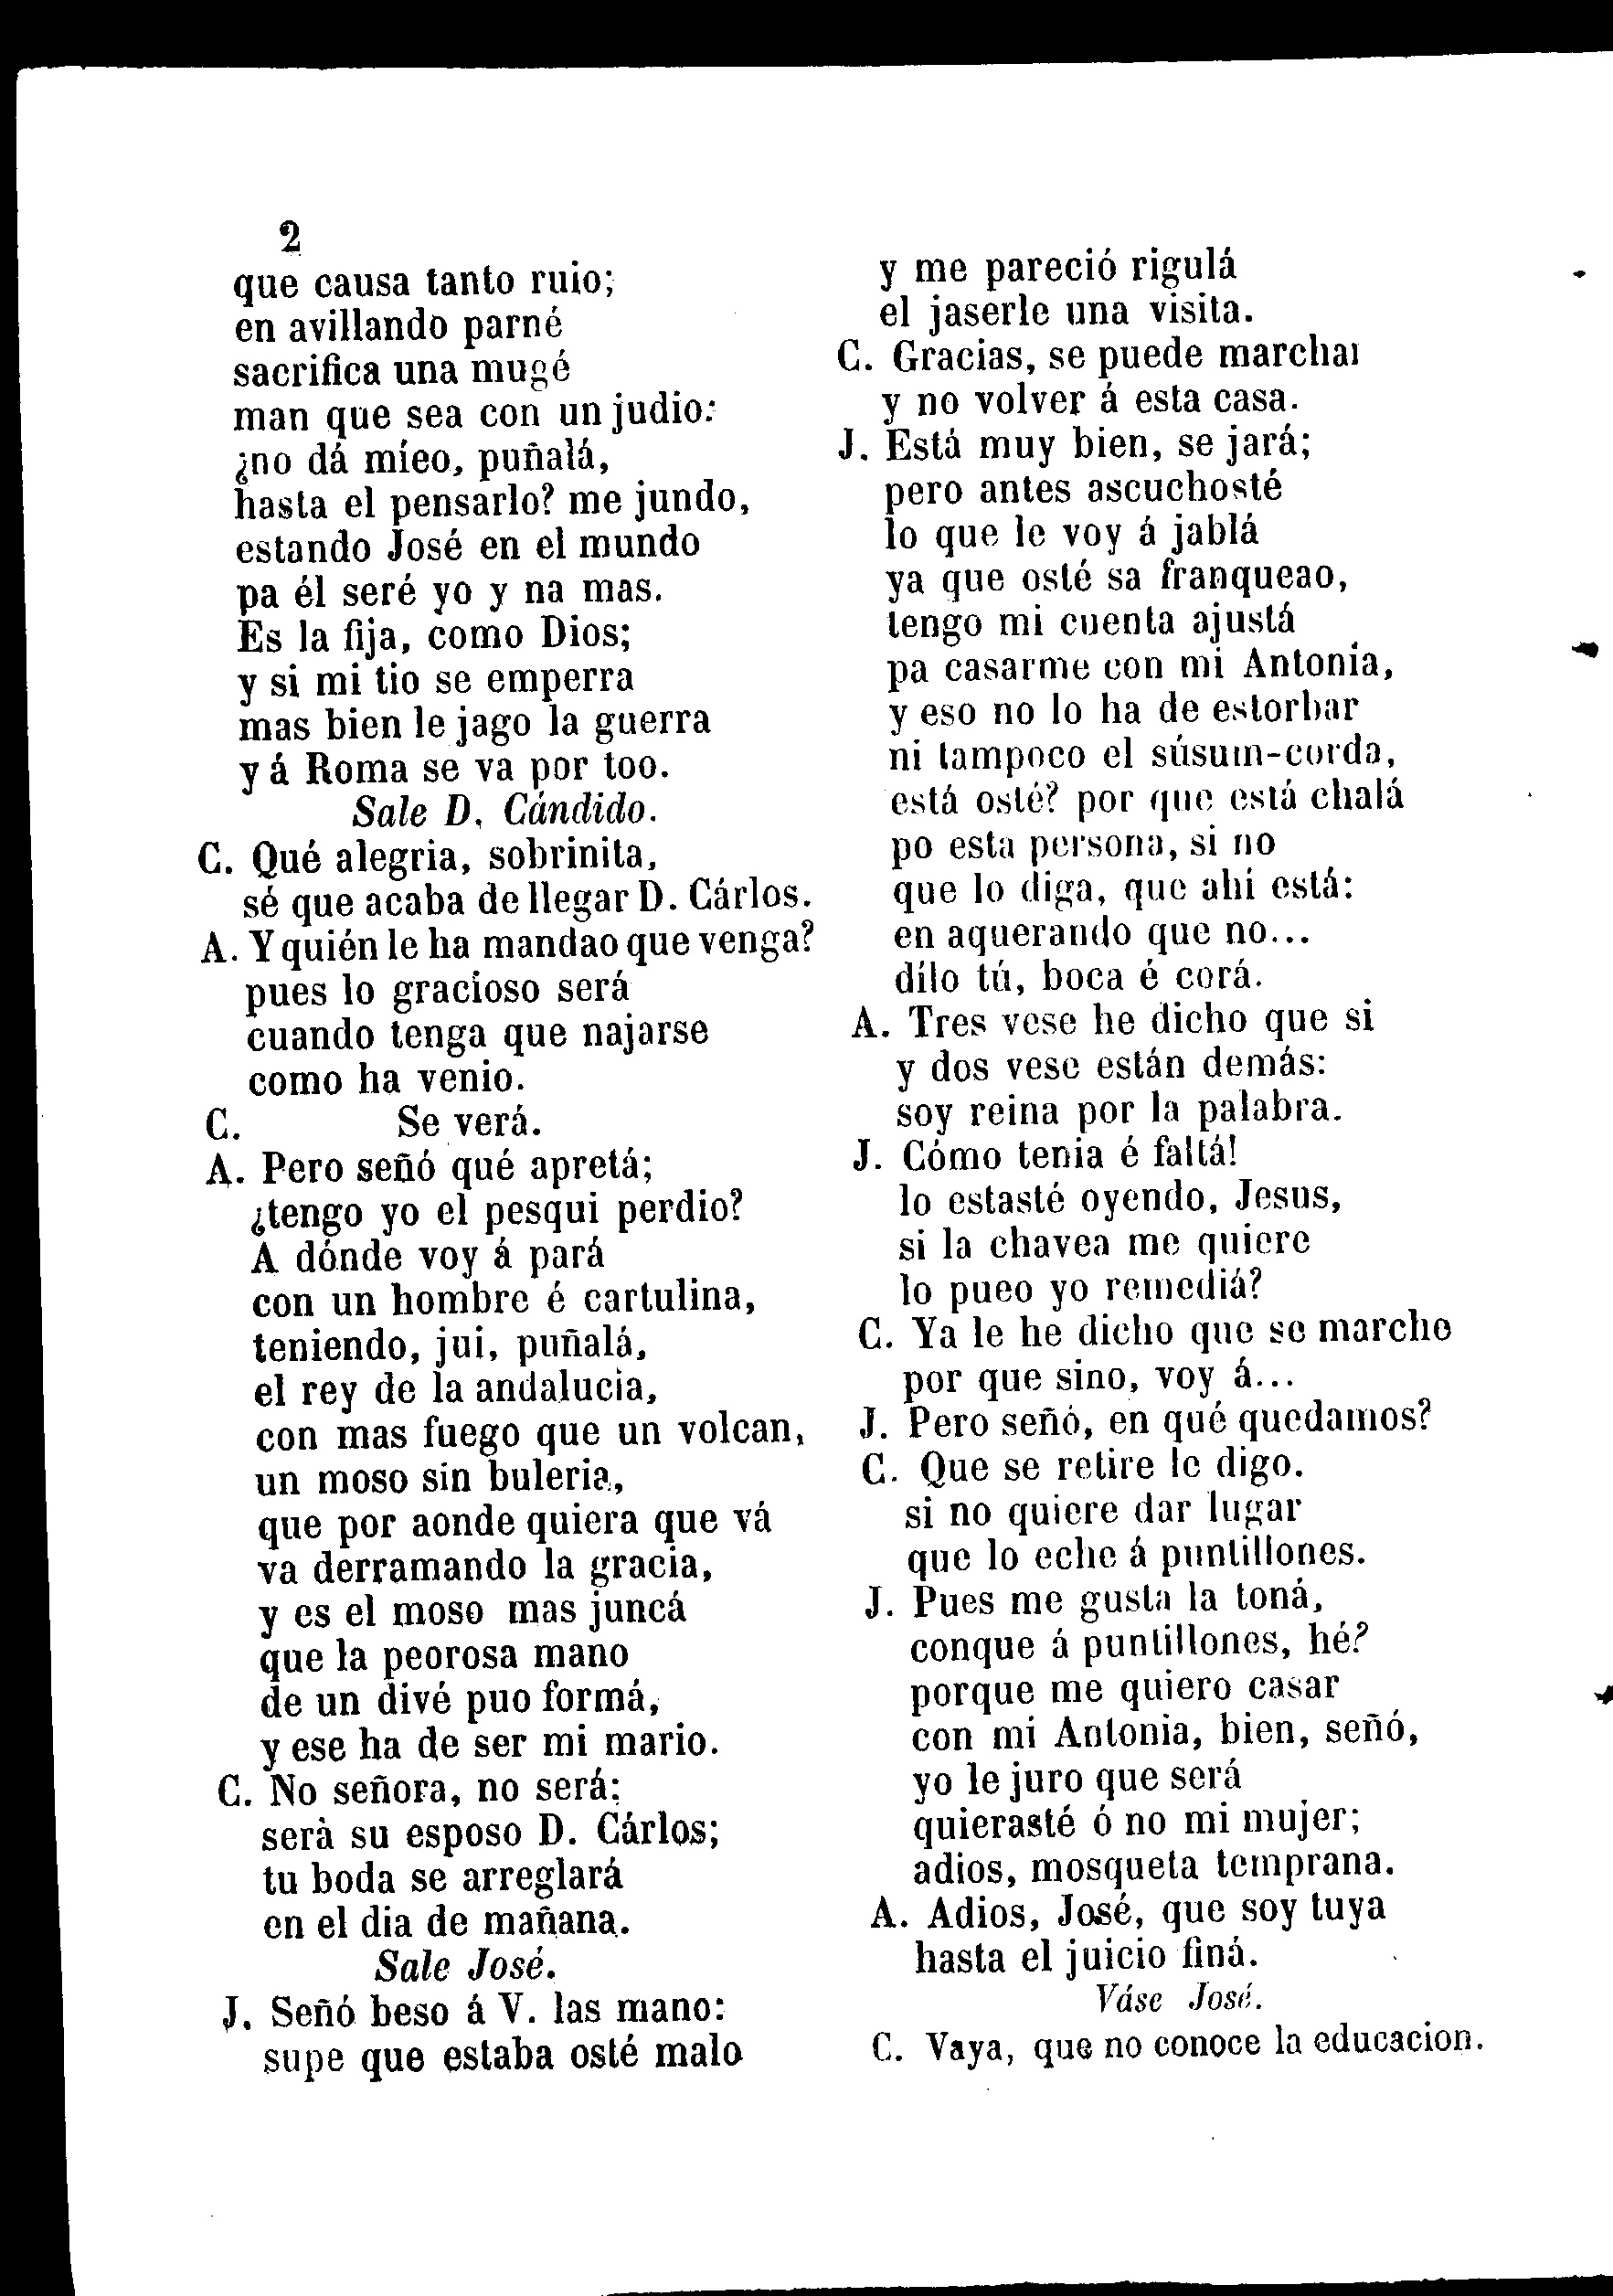 2
que causa tanto ruio;
en avillando parné
sacrifica una mugé
man que sea con un judio:
¿no dá míeo, puñalá,
hasta el pensarlo? me jundo,
estando José en el mundo
pa él seré yo y na mas.
Es la fija, como Dios;
y si mi tio se emperra
mas bien le jago la guerra
y á Roma se va por too.
Sale D. Cándido.
C. Qué alegria, sobrinita,
sé que acaba de llegar D. Cárlos.
A. Y quién le ha mandao que venga?
pues lo gracioso será
cuando tenga que najarse
como ha venio.
C. Se verá.
A. Pero señó qué apretá;
¿tengo yo el pesqui perdio?
A dónde voy á pará
con un hombre é cartulina,
teniendo, jui, puñalá,
el rey de la andalucia,
con mas fuego que un volcan,
un moso sin buleria,
que por aonde quiera que vá
va derramando la gracia,
y es el moso mas juncá
que la peorosa mano
de un divé puo formá,
y ese ha de ser mi mario.
C. No señora, no será:
serà su esposo D. Cárlos;
tu boda se arreglará
en el dia de mañana.
Sale José.
J. Señó beso á V. las mano:
supe que estaba osté malo
y me pareció rigulá
el jaserle una visita.
C. Gracias, se puede marchar
y no volver á esta casa.
J. Está muy bien, se jará;
pero antes ascuchosté
lo que le voy á jablá
ya que osté sa franqueao,
tengo mi cuenta ajustá
pa casarme con mi Antonia,
y eso no lo ha de estorbar
ni tampoco el súsum-corda,
está osté? por que está chalá
po esta persona, si no
que lo diga, que ahí está:
en aquerando que no...
dílo tú, boca é corá.
A. Tres vese he dicho que si
y dos vese están demás:
soy reina por la palabra.
J. Cómo tenia é faltá!
lo estasté oyendo, Jesus,
si la chavea me quiere
lo pueo yo remediá?
C. Ya le he dicho que se marche
por que sino, voy á...
J. Pero señó, en qué quedamos?
C. Que se retire le digo.
si no quiere dar lugar
que lo eche á puntillones.
J. Pues me gusta la toná,
conque á puntillones, hé?
porque me quiero casar
con mi Antonia, bien, señó,
yo le juro que será
quierasté ó no mi mujer;
adios, mosqueta temprana.
A. Adios, José, que soy tuya
hasta el juicio finá.
Váse José.
C. Vaya, que no conoce la educacion.